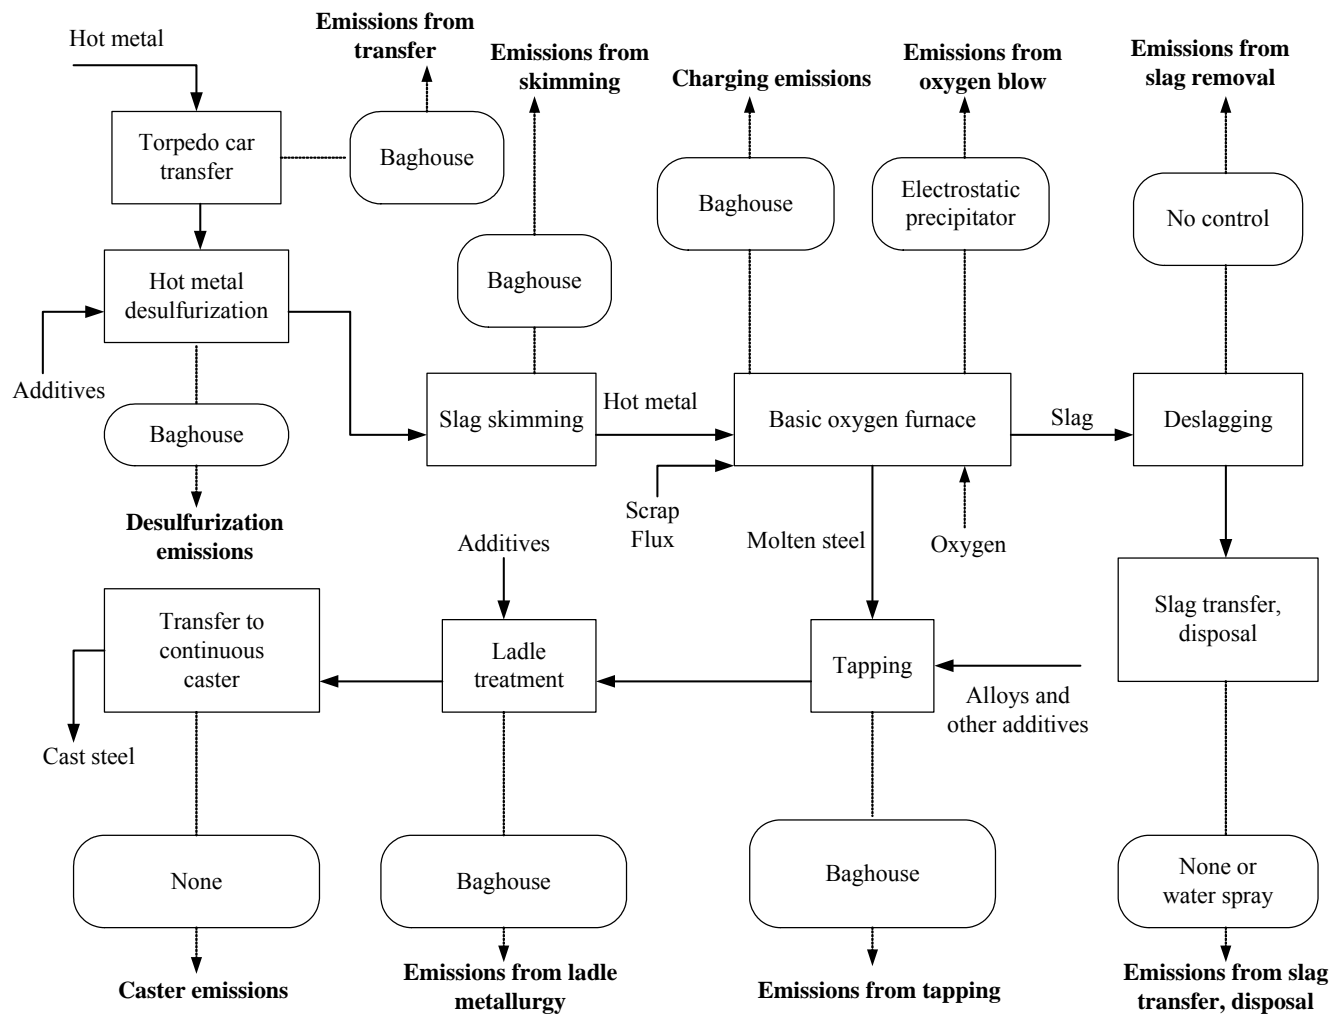 Hot metal
Emissions from
transfer
Emissions from
skimming
Charging emissions
Emissions from
oxygen blow
Emissions from
slag removal
Torpedo car
transfer
Baghouse
Baghouse
Electrostatic
precipitator
No control
Hot metal
desulfurization
Baghouse
Additives
Baghouse
Slag skimming
Hot metal
Basic oxygen furnace
Slag
Deslagging
Desulfurization
emissions
Scrap
Flux
Additives
Molten steel
Oxygen
Transfer to
continuous
caster
Ladle
treatment
Tapping
Alloys and
other additives
Slag transfer,
disposal
Cast steel
None
Baghouse
Baghouse
None or
water spray
Caster emissions
Emissions from ladle
metallurgy
Emissions from tapping
Emissions from slag
transfer, disposal